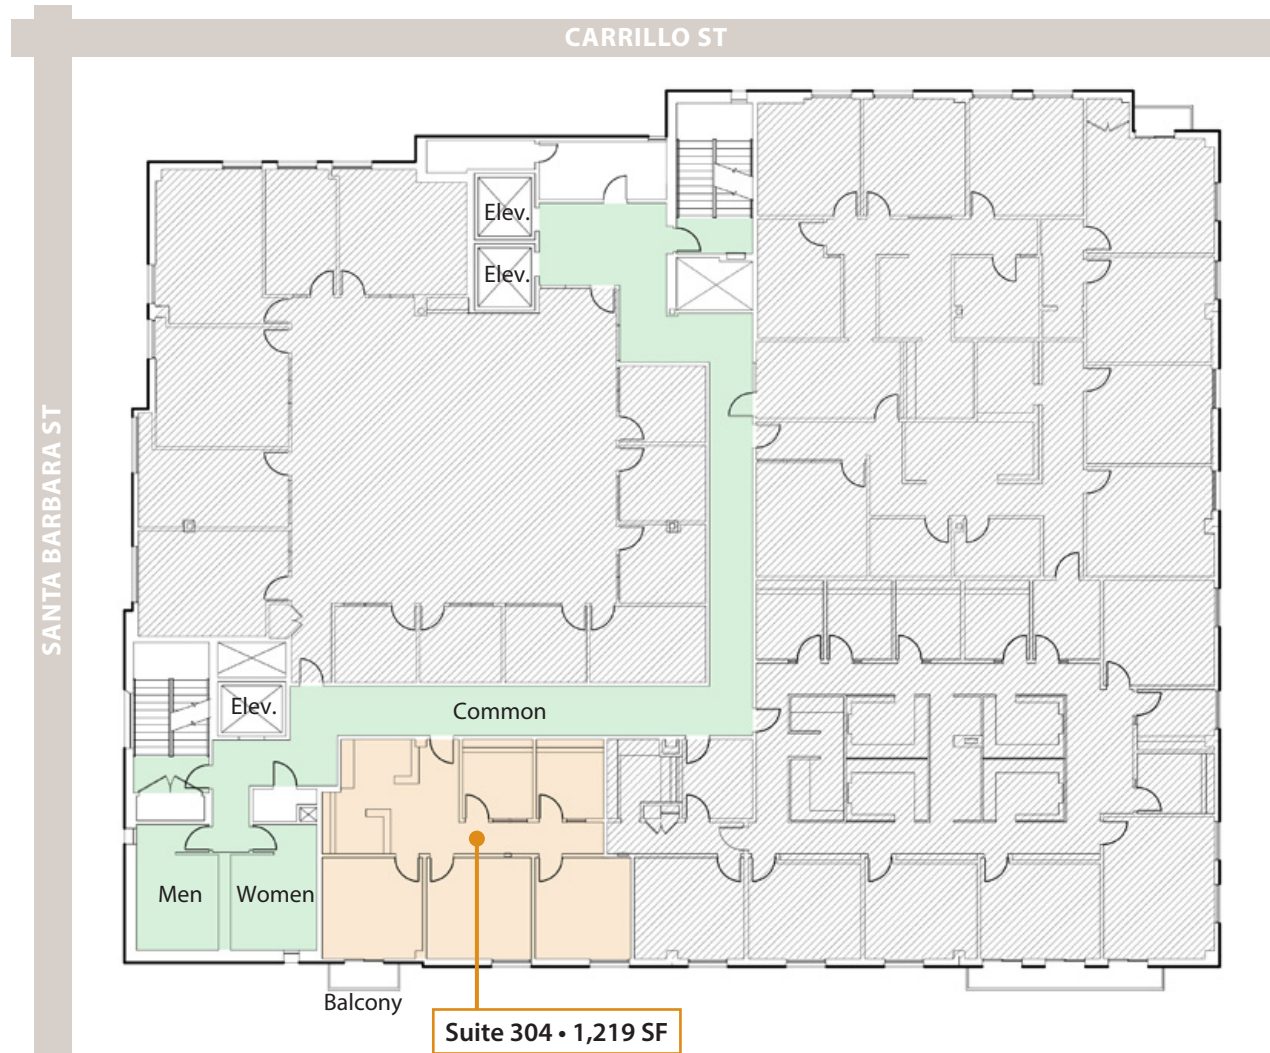 CARRILLO ST
SANTA BARBARA ST
Elev.
Elev.
Elev.
Common
Men
Women
Balcony
Suite 304 • 1,219 SF